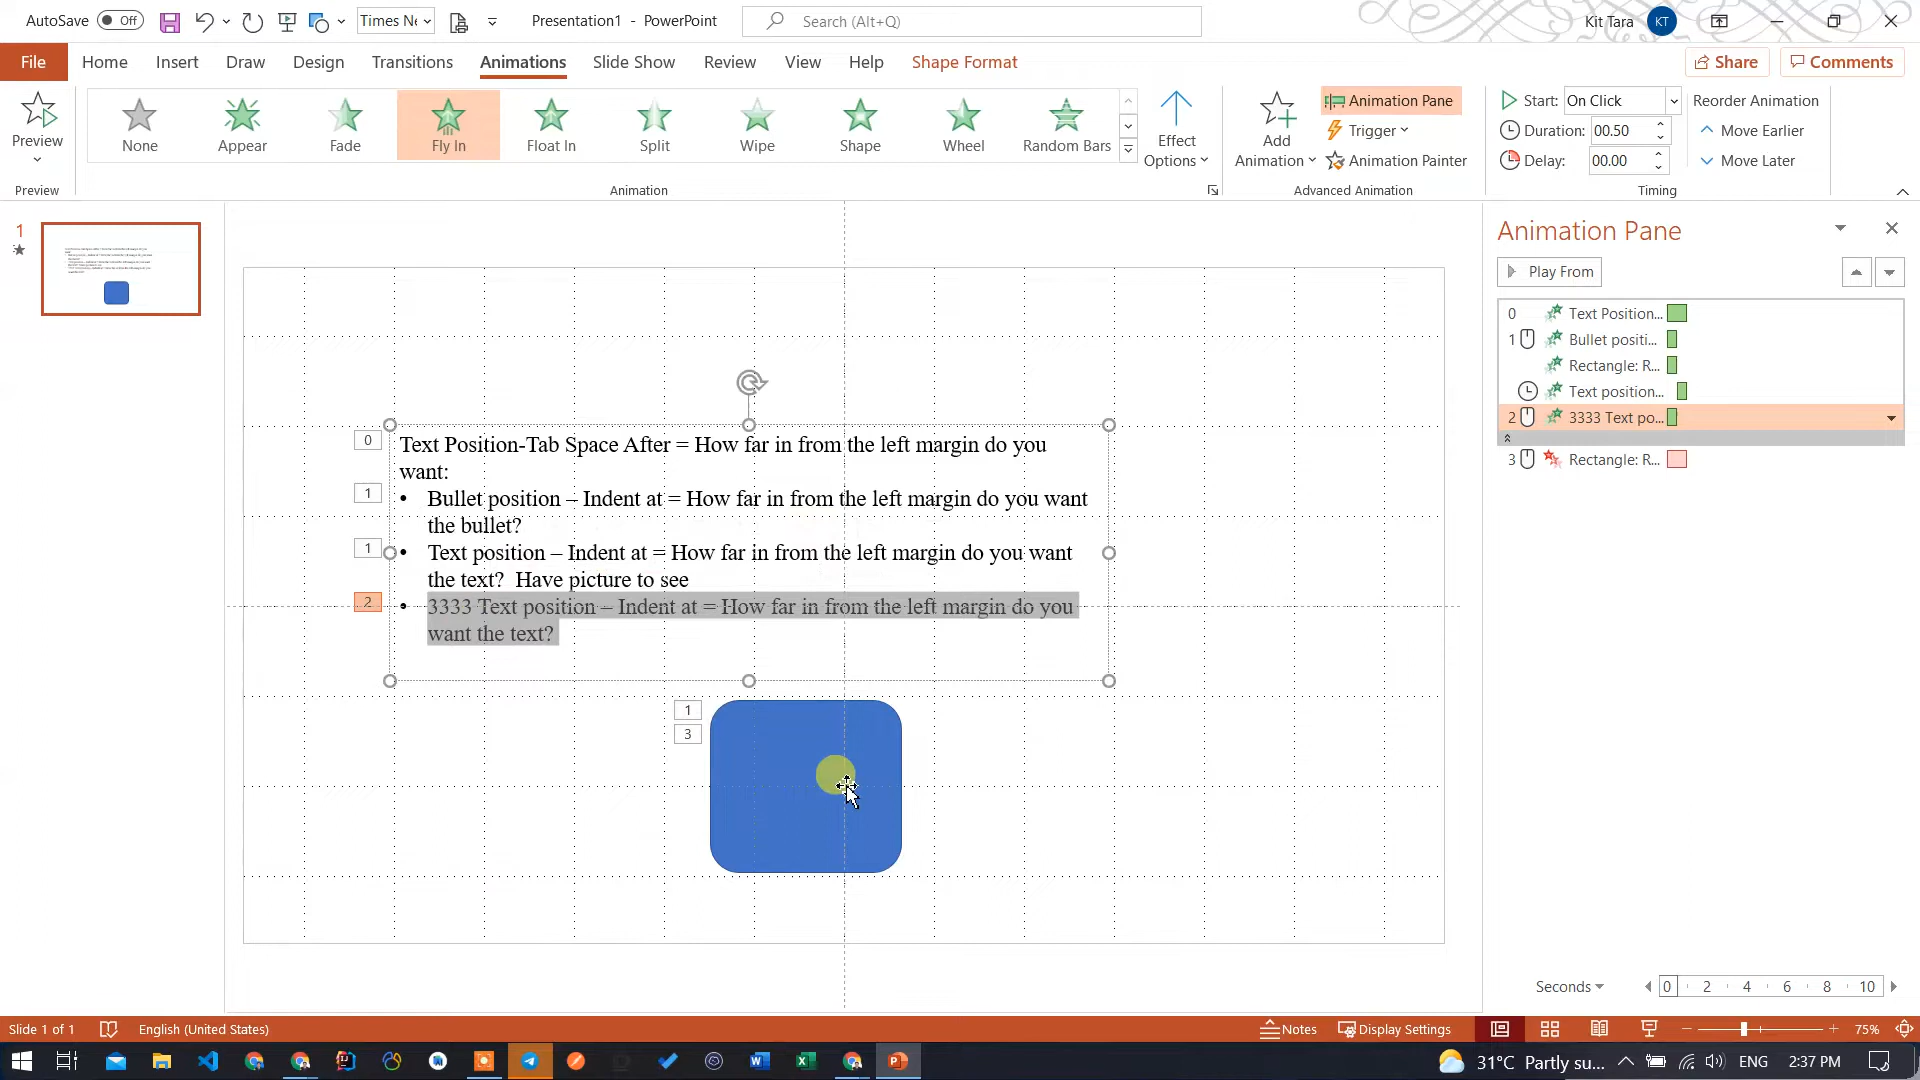 AutoSave Off Times Ne Presentation1 - PowerPoint Search (Alt+Q) Kit Tara KT
File Home Insert Draw Design Transitions Animations Slide Show Review View Help Shape Format Share Comments
Preview
None Appear Fade Fly In Float In Split Wipe Shape Wheel Random Bars
Effect Options
Add Animation
Animation Pane
Trigger
Animation Painter
Start: On Click
Duration: 00.50
Delay: 00.00
Reorder Animation
Move Earlier
Move Later
Preview Animation Advanced Animation Timing
1
0
Text Position-Tab Space After = How far in from the left margin do you
want:
1
• Bullet position – Indent at = How far in from the left margin do you want
the bullet?
1
• Text position – Indent at = How far in from the left margin do you want
the text? Have picture to see
2
• 3333 Text position – Indent at = How far in from the left margin do you
want the text?
1
3
Animation Pane
Play From
0 Text Position...
1 Bullet positi...
Rectangle: R...
Text position...
2 3333 Text po...
3 Rectangle: R...
Seconds 0 2 4 6 8 10
Slide 1 of 1 English (United States) Notes Display Settings 75%
31°C Partly su... ENG 2:37 PM